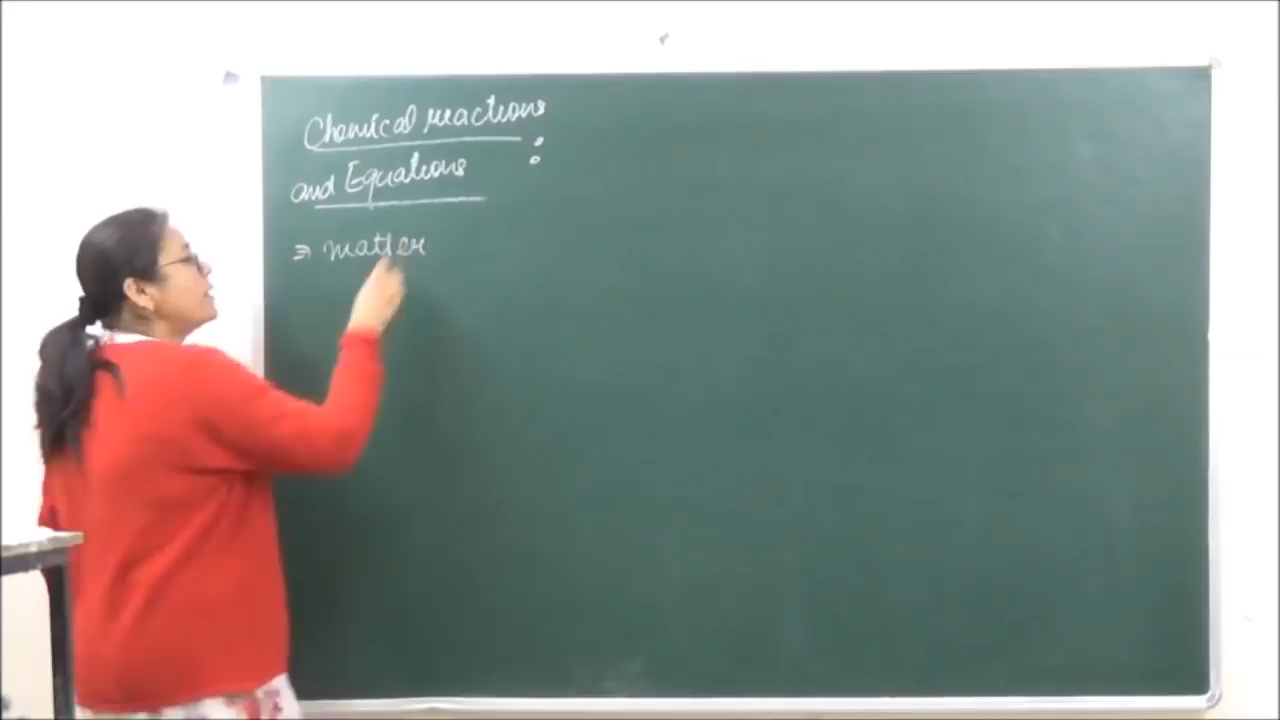 Chemical reactions
and Equations :
⇒ matter